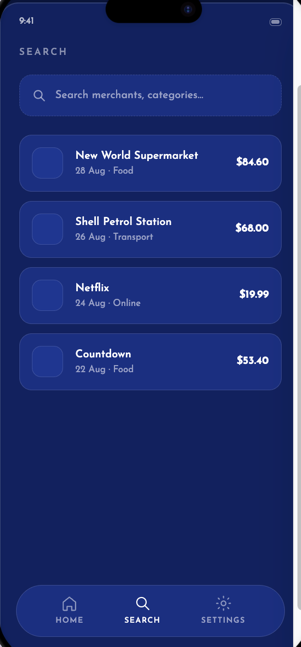 9:41
SEARCH
Search merchants, categories...
New World Supermarket
28 Aug · Food
$84.60
Shell Petrol Station
26 Aug · Transport
$68.00
Netflix
24 Aug · Online
$19.99
Countdown
22 Aug · Food
$53.40
HOME
SEARCH
SETTINGS